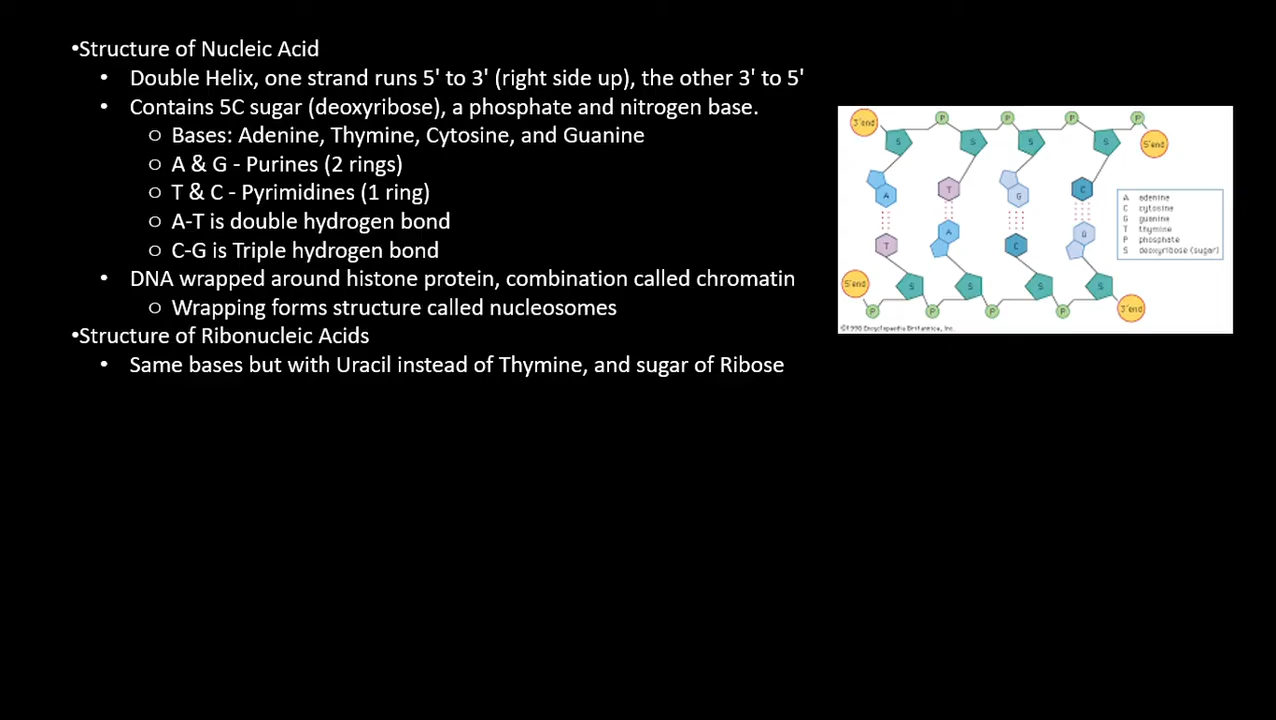 •Structure of Nucleic Acid
• Double Helix, one strand runs 5' to 3' (right side up), the other 3' to 5'
• Contains 5C sugar (deoxyribose), a phosphate and nitrogen base.
○ Bases: Adenine, Thymine, Cytosine, and Guanine
○ A & G - Purines (2 rings)
○ T & C - Pyrimidines (1 ring)
○ A-T is double hydrogen bond
○ C-G is Triple hydrogen bond
• DNA wrapped around histone protein, combination called chromatin
○ Wrapping forms structure called nucleosomes
•Structure of Ribonucleic Acids
• Same bases but with Uracil instead of Thymine, and sugar of Ribose
3'end P P P P
S S S S 5'end
A T G C
T A C G
5'end S S S S
P P P P 3'end
A adenine
C cytosine
G guanine
T thymine
P phosphate
S deoxyribose (sugar)
©1998 Encyclopaedia Britannica, Inc.